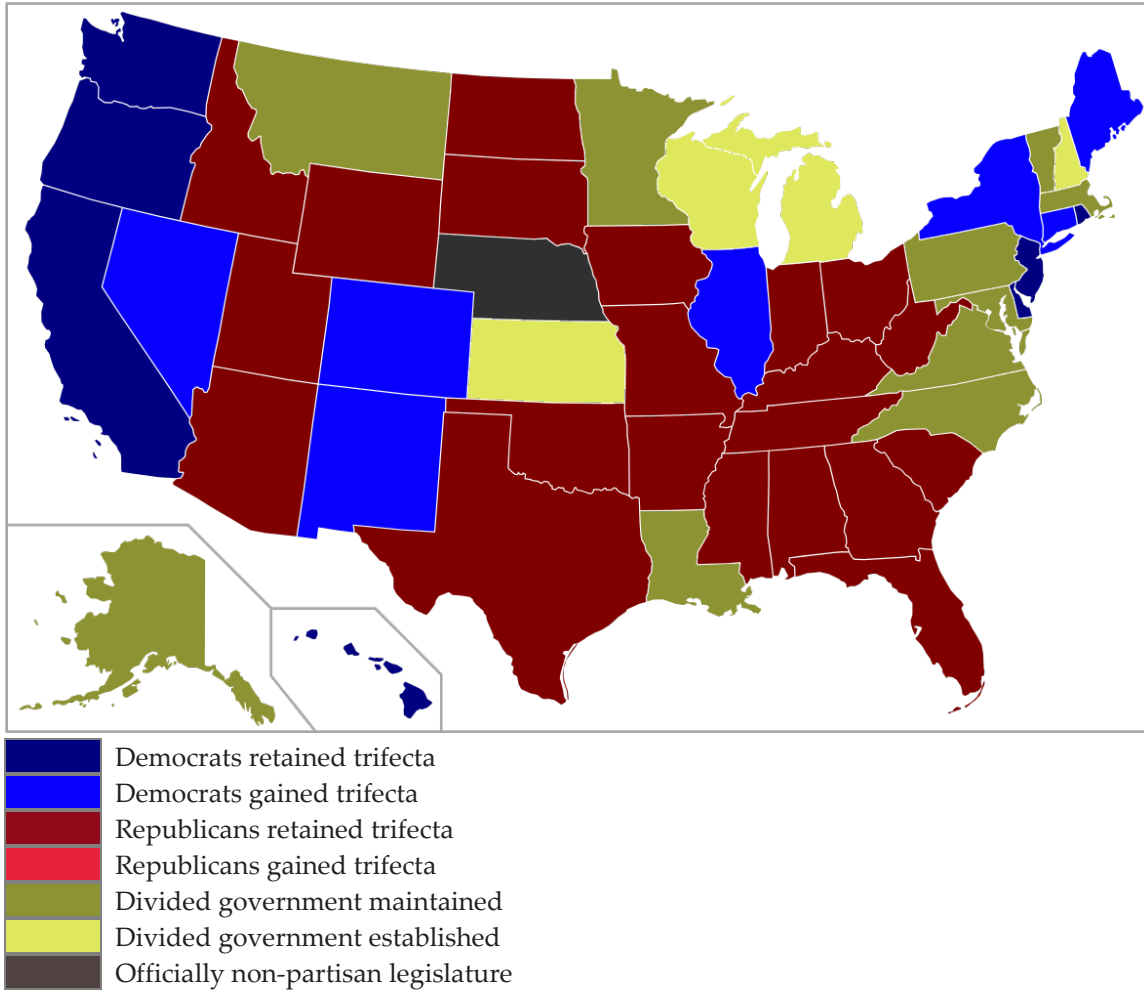 Democrats retained trifecta
Democrats gained trifecta
Republicans retained trifecta
Republicans gained trifecta
Divided government maintained
Divided government established
Officially non-partisan legislature